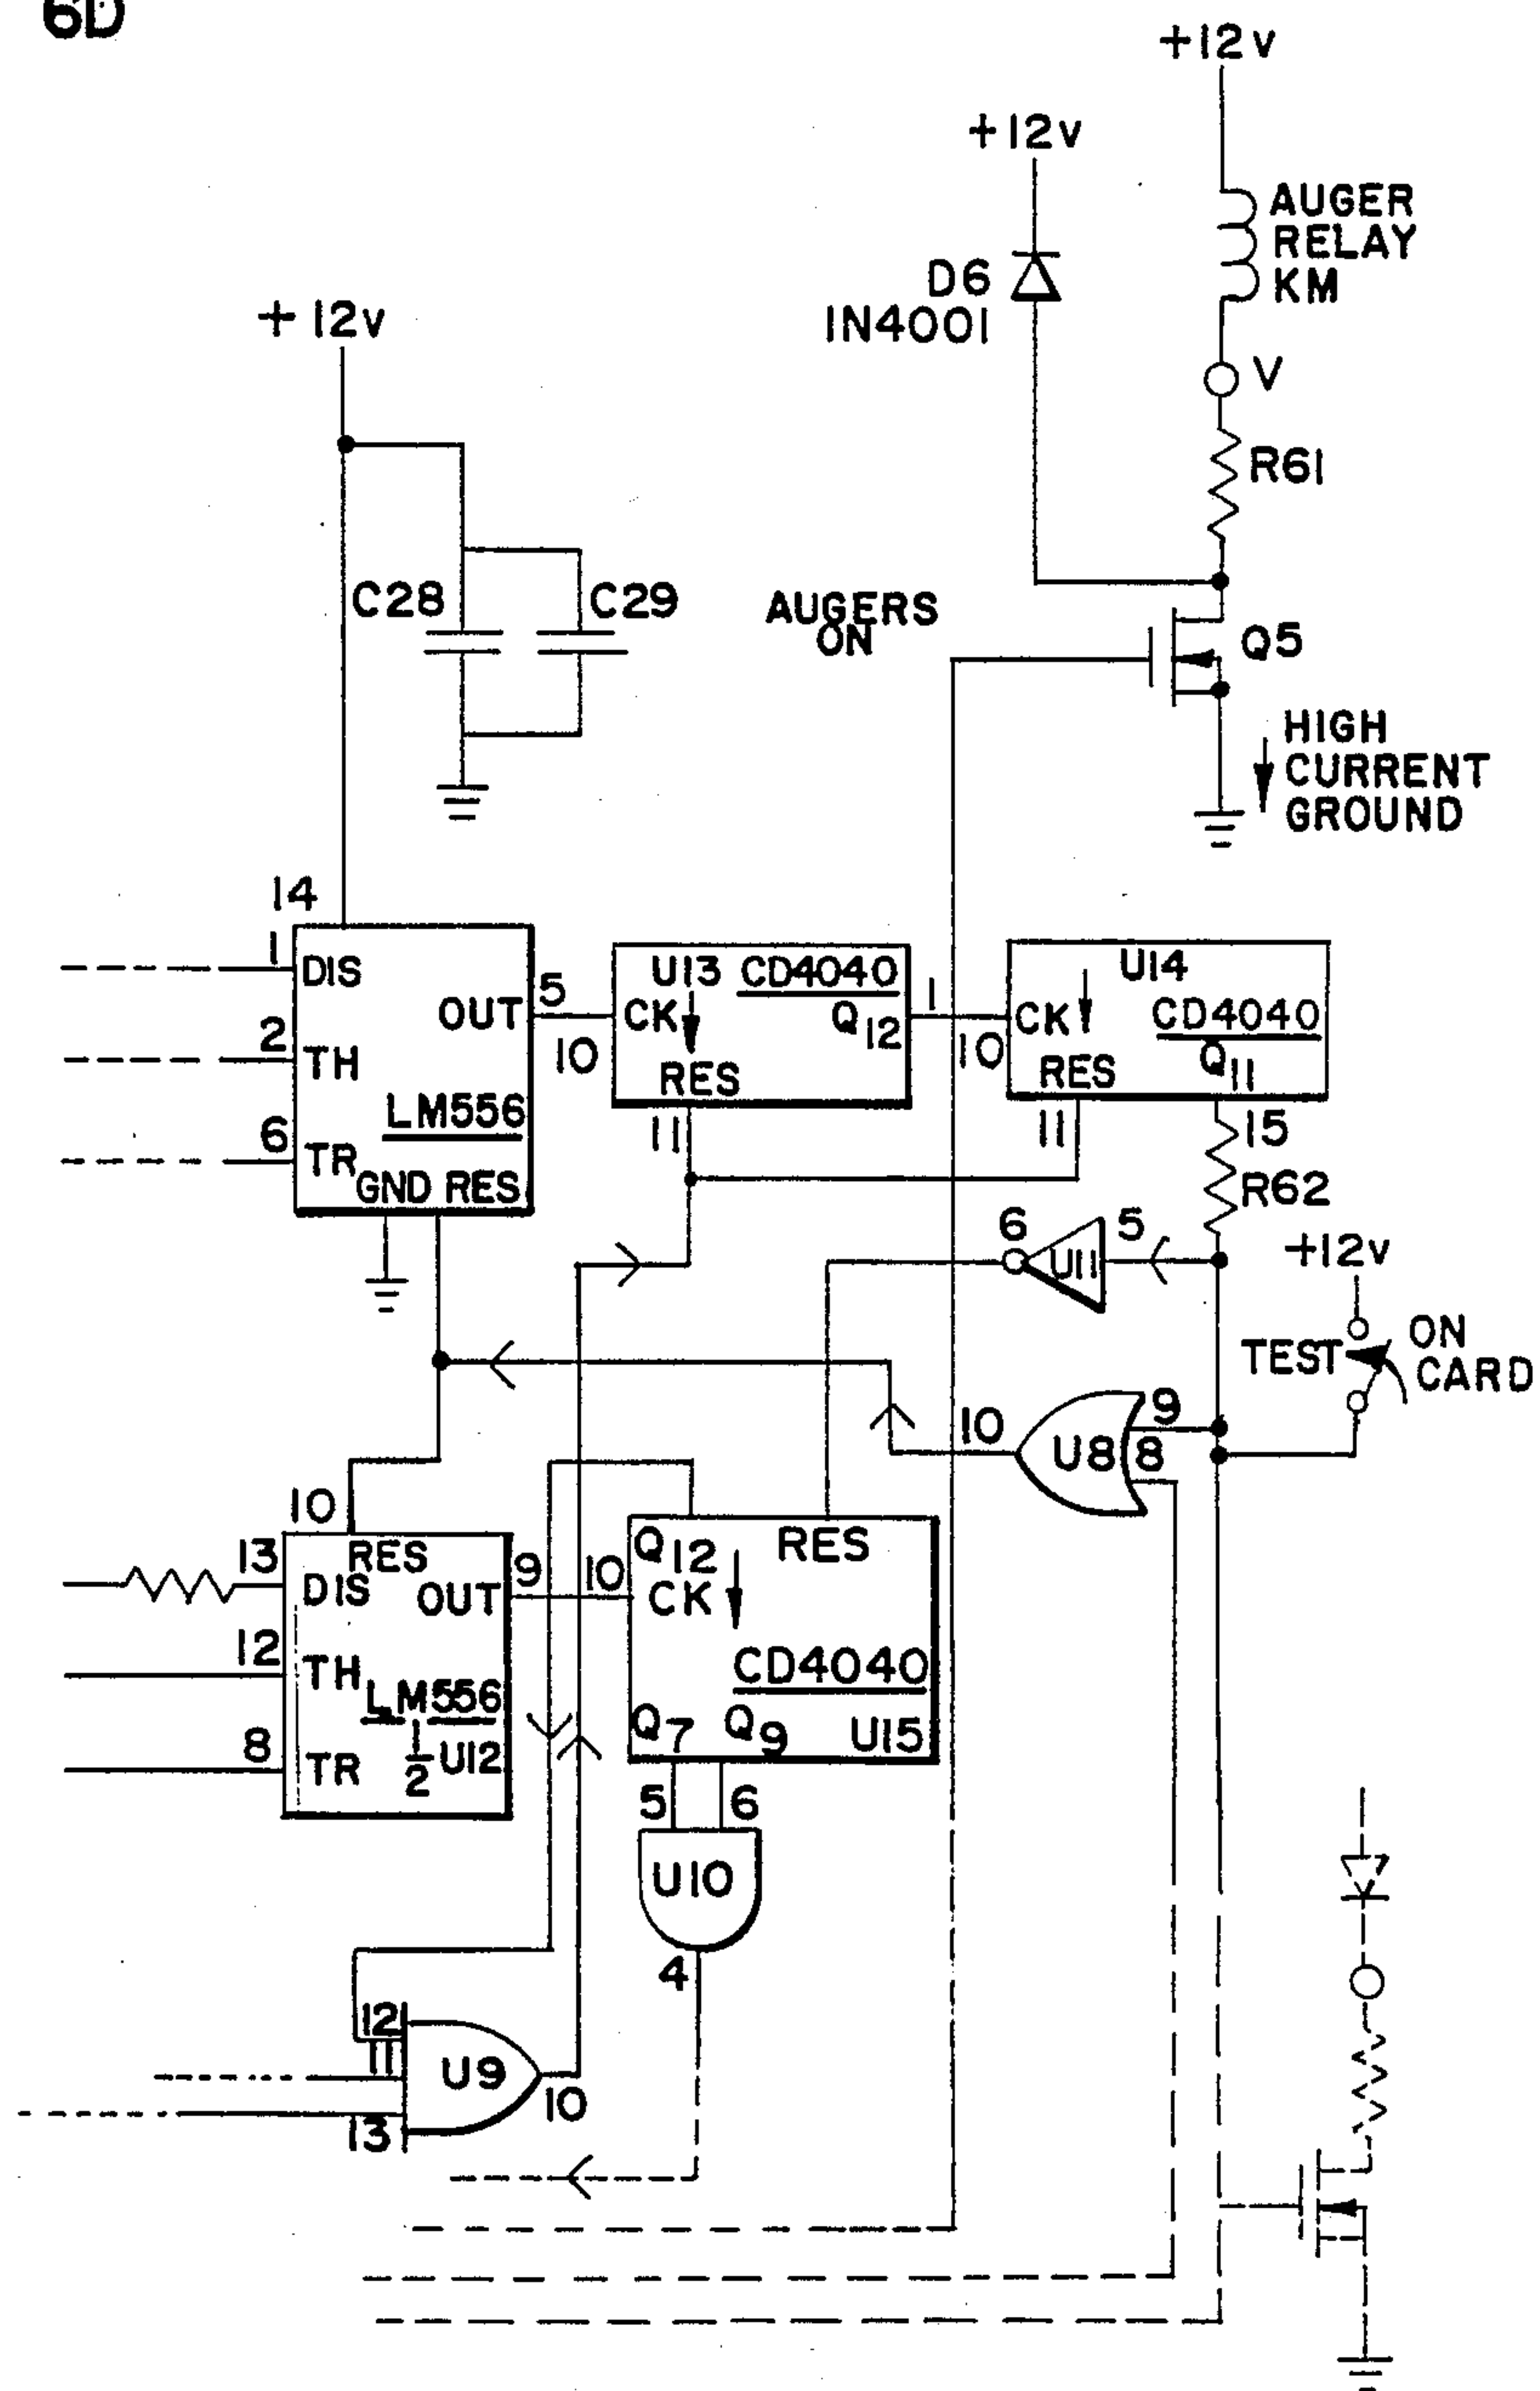 6D
+12v
+12v
AUGER
RELAY
KM
D6
IN4001
+12v
V
R61
C28
C29
AUGERS
ON
Q5
HIGH
CURRENT
GROUND
14
1
DIS
2
TH
6
TR
OUT
5
LM556
GND RES
10
U13 CD4040
CK
Q12
RES
11
1
10
U14
CK
CD4040
Q11
RES
11
15
R62
6
U11
5
+12v
TEST
ON
CARD
10
U8
9
8
10
13
RES
DIS
OUT
9
12
TH
LM556
1/2 U12
8
TR
10
Q12
RES
CK
CD4040
Q7
Q9
U15
5
6
U10
4
12
11
U9
10
13